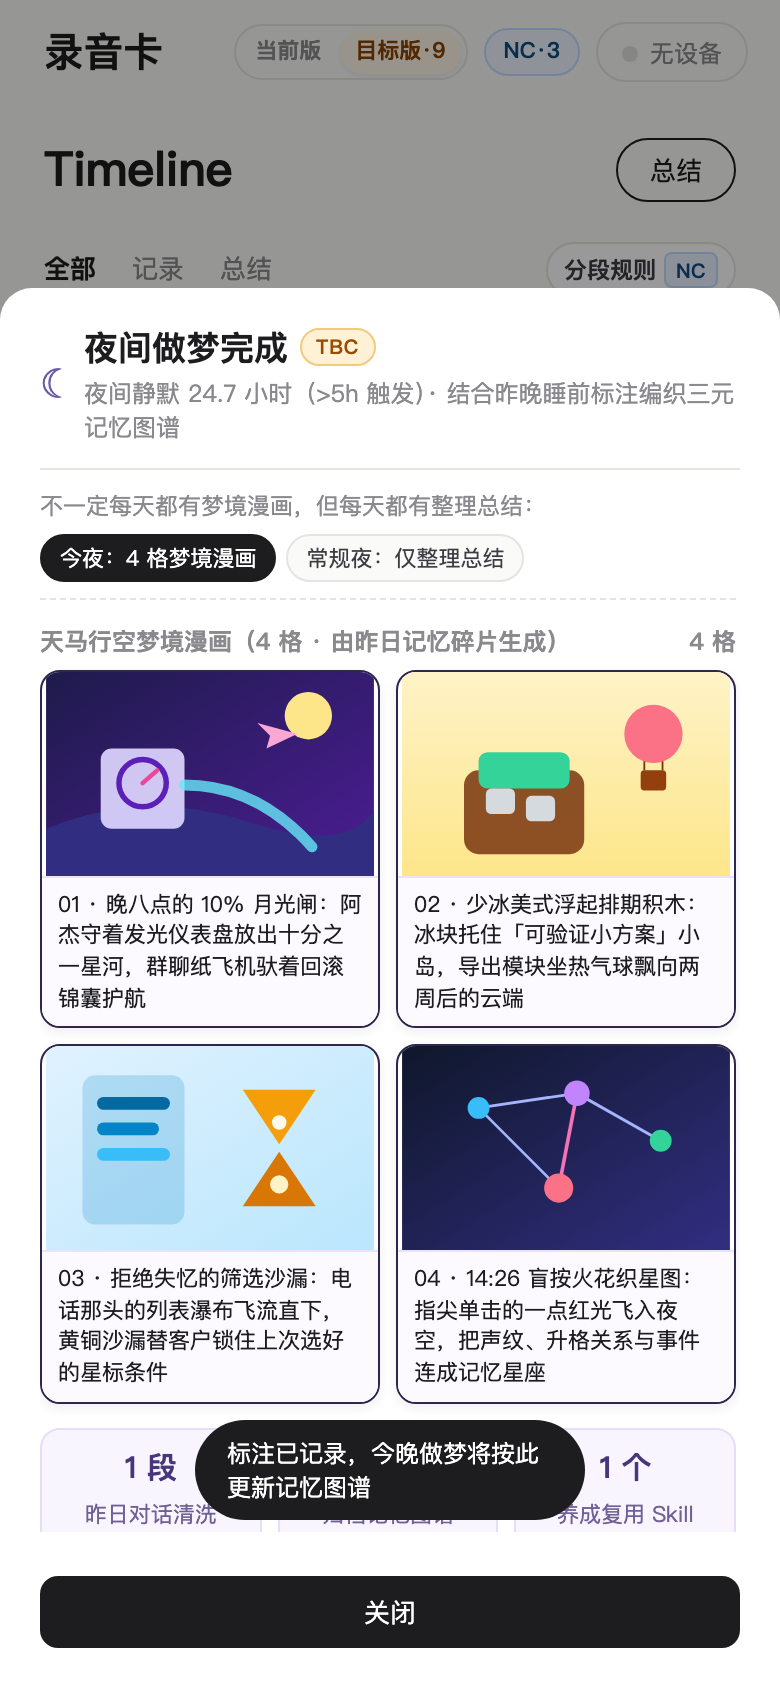 录音卡
当前版
目标版·9
NC·3
无设备
Timeline
总结
全部
记录
总结
分段规则
NC
夜间做梦完成
TBC
夜间静默 24.7 小时（>5h 触发）· 结合昨晚睡前标注编织三元
记忆图谱
不一定每天都有梦境漫画，但每天都有整理总结：
今夜：4 格梦境漫画
常规夜：仅整理总结
天马行空梦境漫画（4 格 · 由昨日记忆碎片生成）
4 格
01 · 晚八点的 10% 月光闸：阿
杰守着发光仪表盘放出十分之
一星河，群聊纸飞机驮着回滚
锦囊护航
02 · 少冰美式浮起排期积木：
冰块托住「可验证小方案」小
岛，导出模块坐热气球飘向两
周后的云端
03 · 拒绝失忆的筛选沙漏：电
话那头的列表瀑布飞流直下，
黄铜沙漏替客户锁住上次选好
的星标条件
04 · 14:26 盲按火花织星图：
指尖单击的一点红光飞入夜
空，把声纹、升格关系与事件
连成记忆星座
1 段
昨日对话清洗
标注已记录，今晚做梦将按此
更新记忆图谱
1 个
养成复用 Skill
关闭